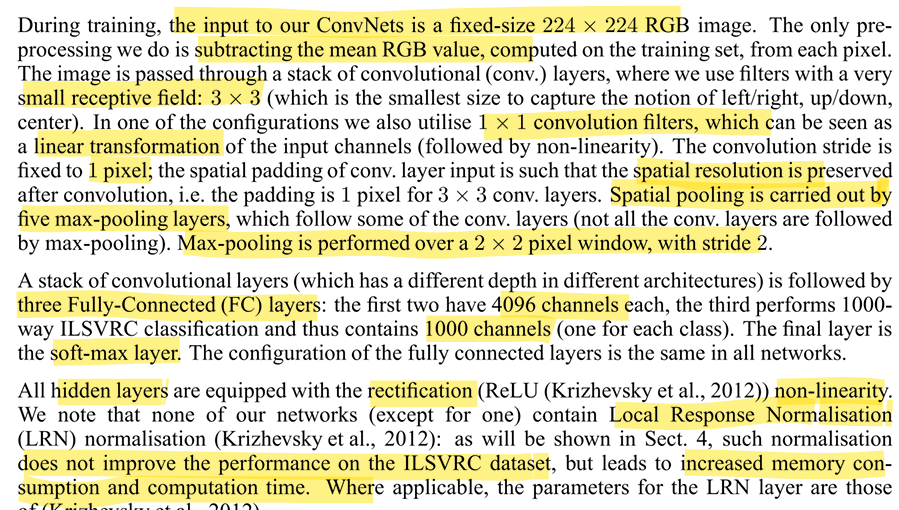 During training, the input to our ConvNets is a fixed-size 224 × 224 RGB image. The only pre-
processing we do is subtracting the mean RGB value, computed on the training set, from each pixel.
The image is passed through a stack of convolutional (conv.) layers, where we use filters with a very
small receptive field: 3 × 3 (which is the smallest size to capture the notion of left/right, up/down,
center). In one of the configurations we also utilise 1 × 1 convolution filters, which can be seen as
a linear transformation of the input channels (followed by non-linearity). The convolution stride is
fixed to 1 pixel; the spatial padding of conv. layer input is such that the spatial resolution is preserved
after convolution, i.e. the padding is 1 pixel for 3 × 3 conv. layers. Spatial pooling is carried out by
five max-pooling layers, which follow some of the conv. layers (not all the conv. layers are followed
by max-pooling). Max-pooling is performed over a 2 × 2 pixel window, with stride 2.
A stack of convolutional layers (which has a different depth in different architectures) is followed by
three Fully-Connected (FC) layers: the first two have 4096 channels each, the third performs 1000-
way ILSVRC classification and thus contains 1000 channels (one for each class). The final layer is
the soft-max layer. The configuration of the fully connected layers is the same in all networks.
All hidden layers are equipped with the rectification (ReLU (Krizhevsky et al., 2012)) non-linearity.
We note that none of our networks (except for one) contain Local Response Normalisation
(LRN) normalisation (Krizhevsky et al., 2012): as will be shown in Sect. 4, such normalisation
does not improve the performance on the ILSVRC dataset, but leads to increased memory con-
sumption and computation time. Where applicable, the parameters for the LRN layer are those
of (Krizhevsky et al., 2012).